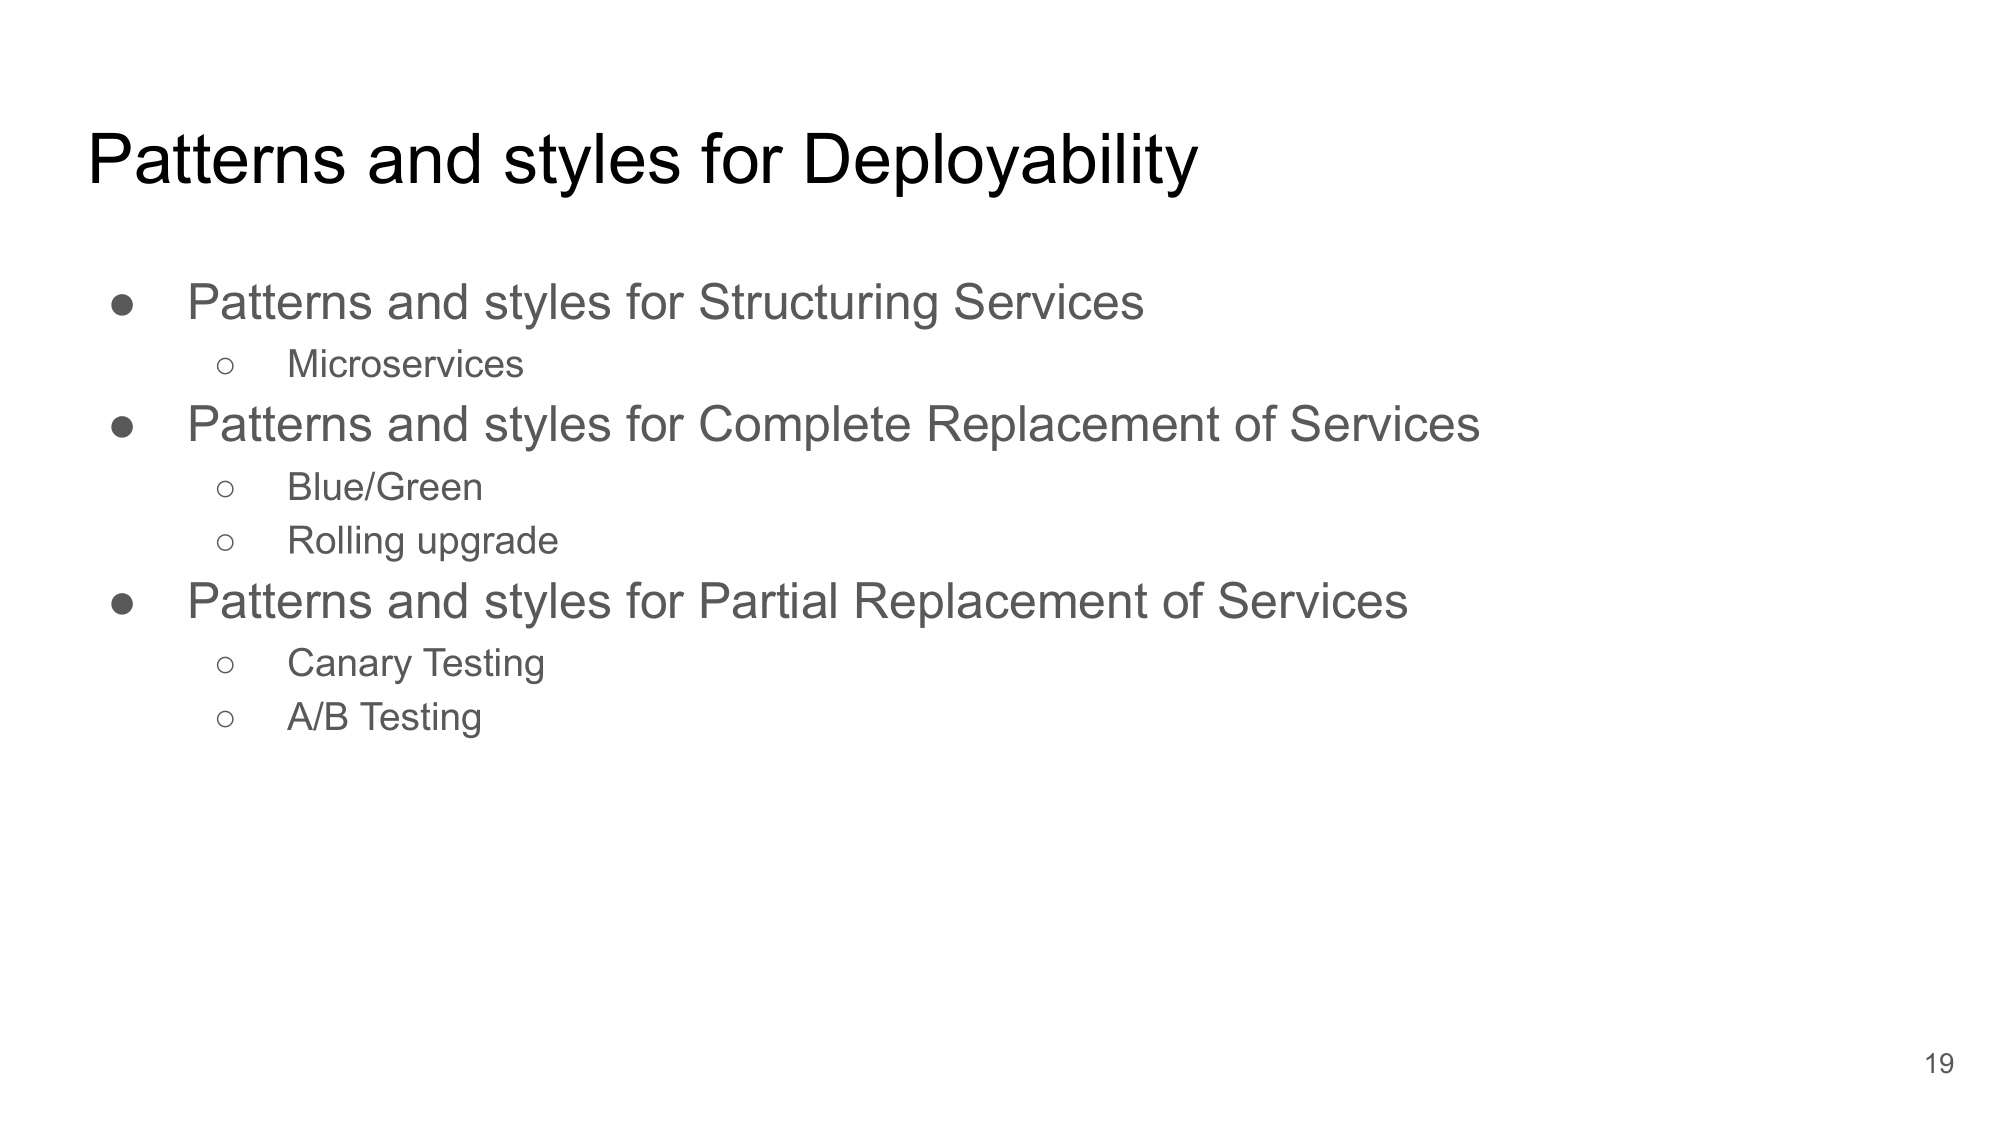 Patterns and styles for Deployability
● Patterns and styles for Structuring Services
○ Microservices
● Patterns and styles for Complete Replacement of Services
○ Blue/Green
○ Rolling upgrade
● Patterns and styles for Partial Replacement of Services
○ Canary Testing
○ A/B Testing
19